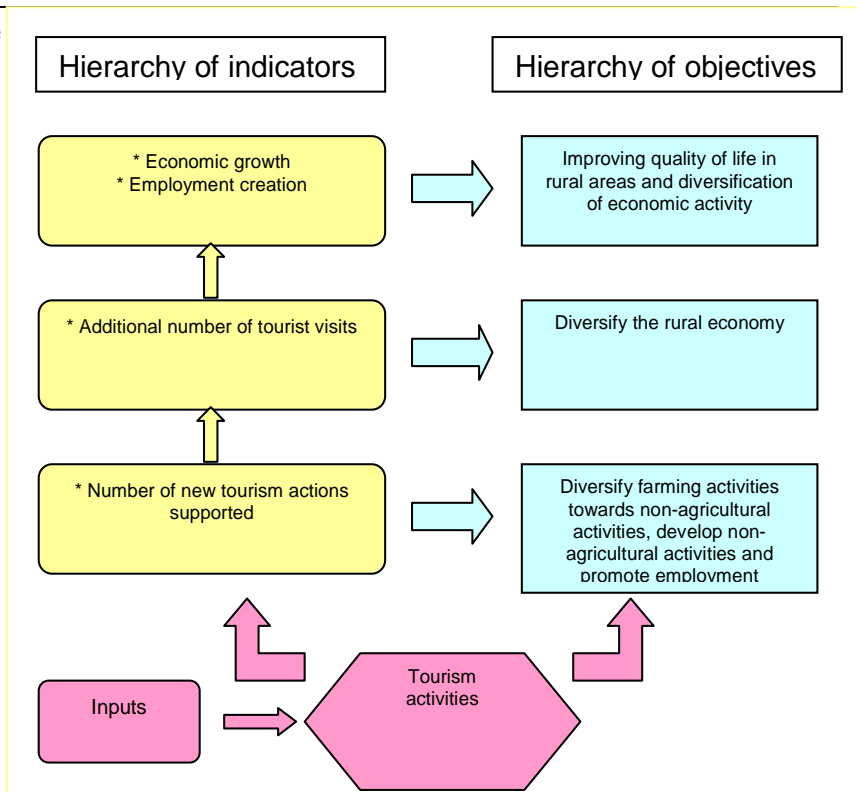 Hierarchy of indicators
Hierarchy of objectives
* Economic growth
* Employment creation
Improving quality of life in
rural areas and diversification
of economic activity
* Additional number of tourist visits
Diversify the rural economy
* Number of new tourism actions
supported
Diversify farming activities
towards non-agricultural
activities, develop non-
agricultural activities and
promote employment
Inputs
Tourism
activities